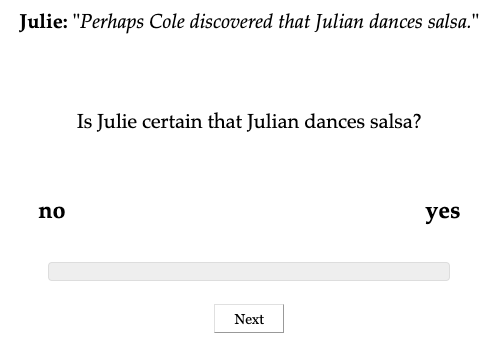 Julie: "Perhaps Cole discovered that Julian dances salsa."
Is Julie certain that Julian dances salsa?
no yes
Next